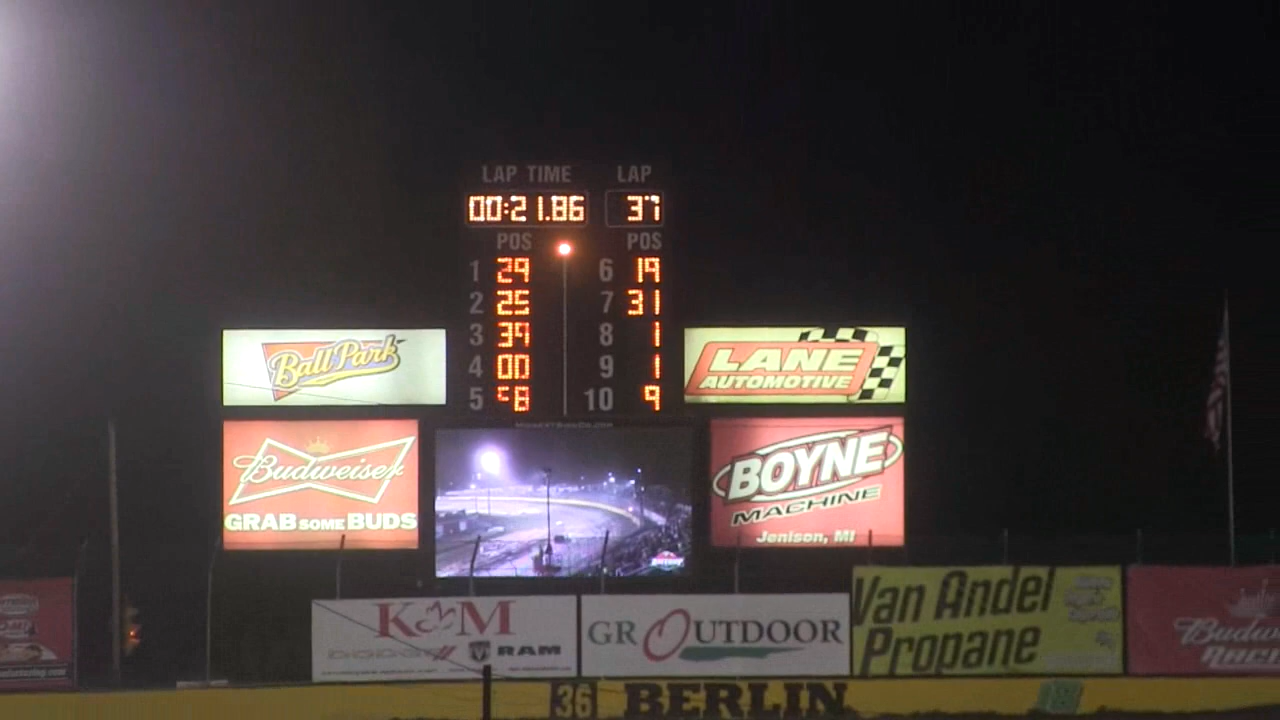 LAP TIME LAP
00:21.86 37
POS POS
1 29 6 19
2 25 7 31
3 39 8 1
4 00 9 1
5 58 10 9
Ball Park
LANE
AUTOMOTIVE
Budweiser
GRAB SOME BUDS
BOYNE
MACHINE
Jenison, MI
K&M
DODGE RAM
GR OUTDOOR
Van Andel
Propane
36 BERLIN